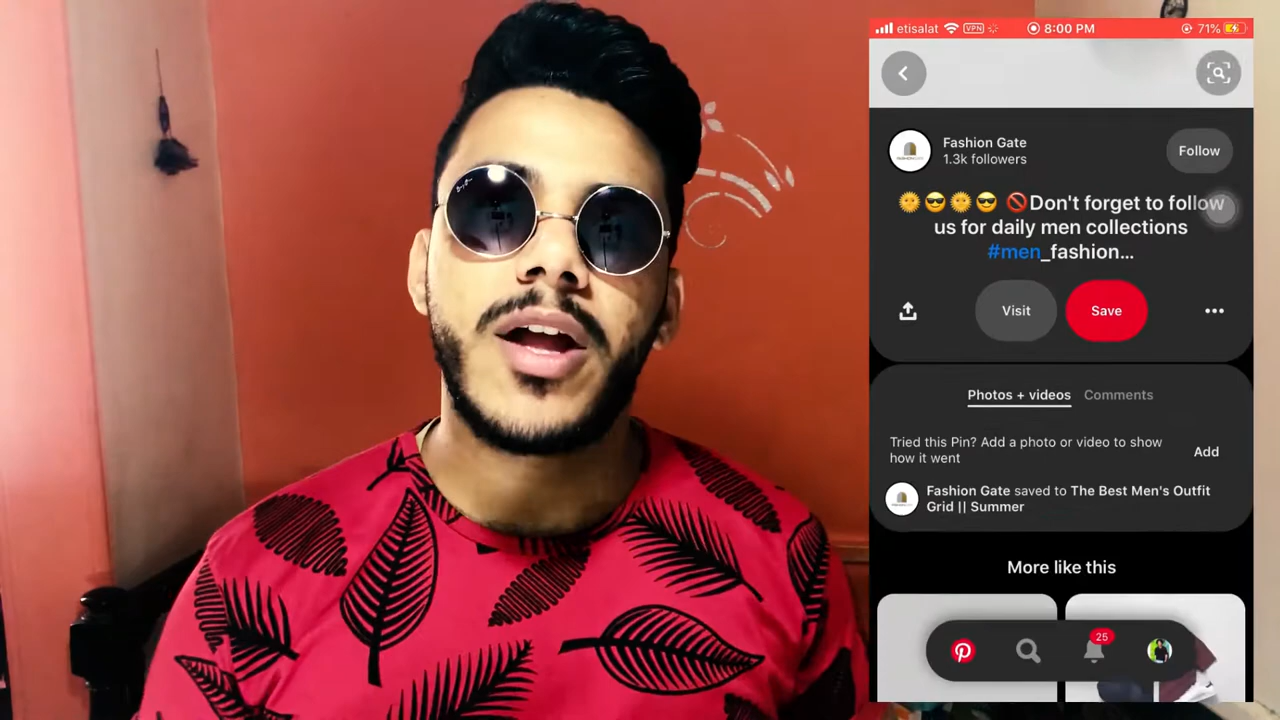 etisalat VPN 8:00 PM 71%
Fashion Gate
1.3k followers
Follow
🌞😎🌞😎 🚫Don't forget to follow
us for daily men collections
#men_fashion...
Visit
Save
Photos + videos
Comments
Tried this Pin? Add a photo or video to show
how it went
Add
Fashion Gate saved to The Best Men's Outfit
Grid || Summer
More like this
25